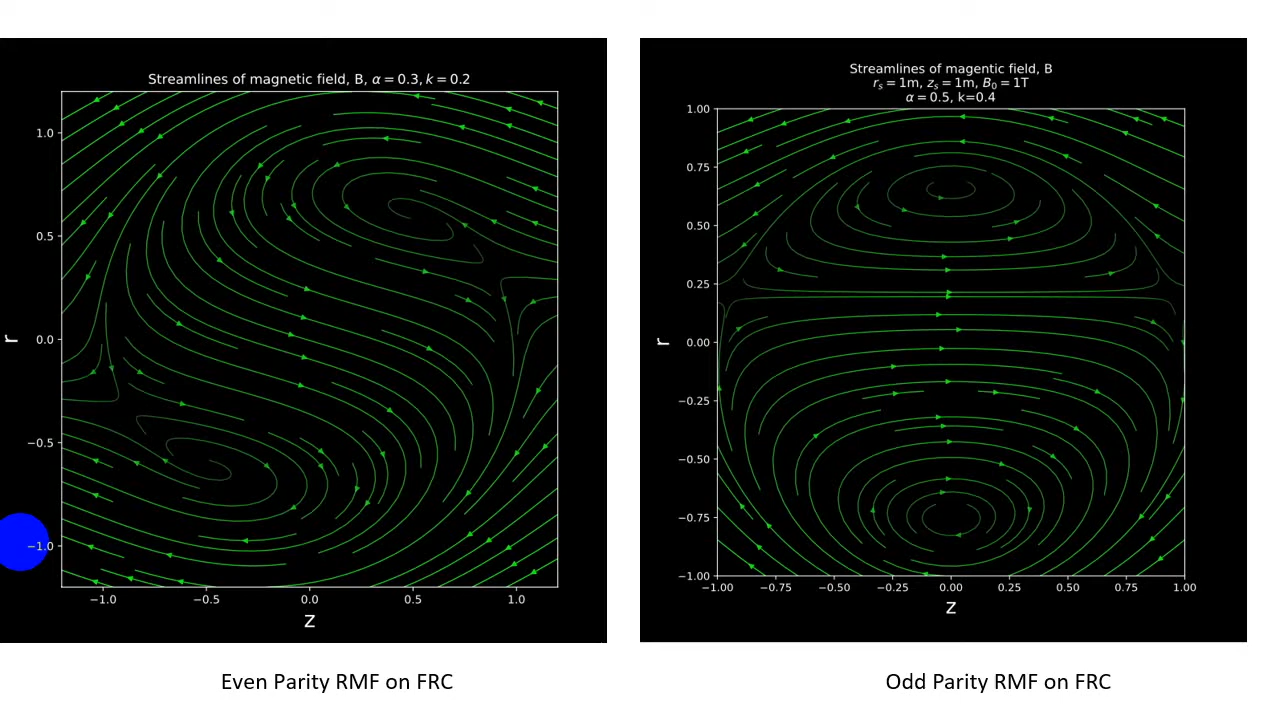 Streamlines of magnetic field, B, α = 0.3, k = 0.2
1.0
0.5
0.0
−0.5
−1.0
r
−1.0 −0.5 0.0 0.5 1.0
z
Even Parity RMF on FRC
Streamlines of magentic field, B
rₛ = 1m, zₛ = 1m, B₀ = 1T
α = 0.5, k=0.4
1.00
0.75
0.50
0.25
0.00
−0.25
−0.50
−0.75
−1.00
r
−1.00 −0.75 −0.50 −0.25 0.00 0.25 0.50 0.75 1.00
z
Odd Parity RMF on FRC